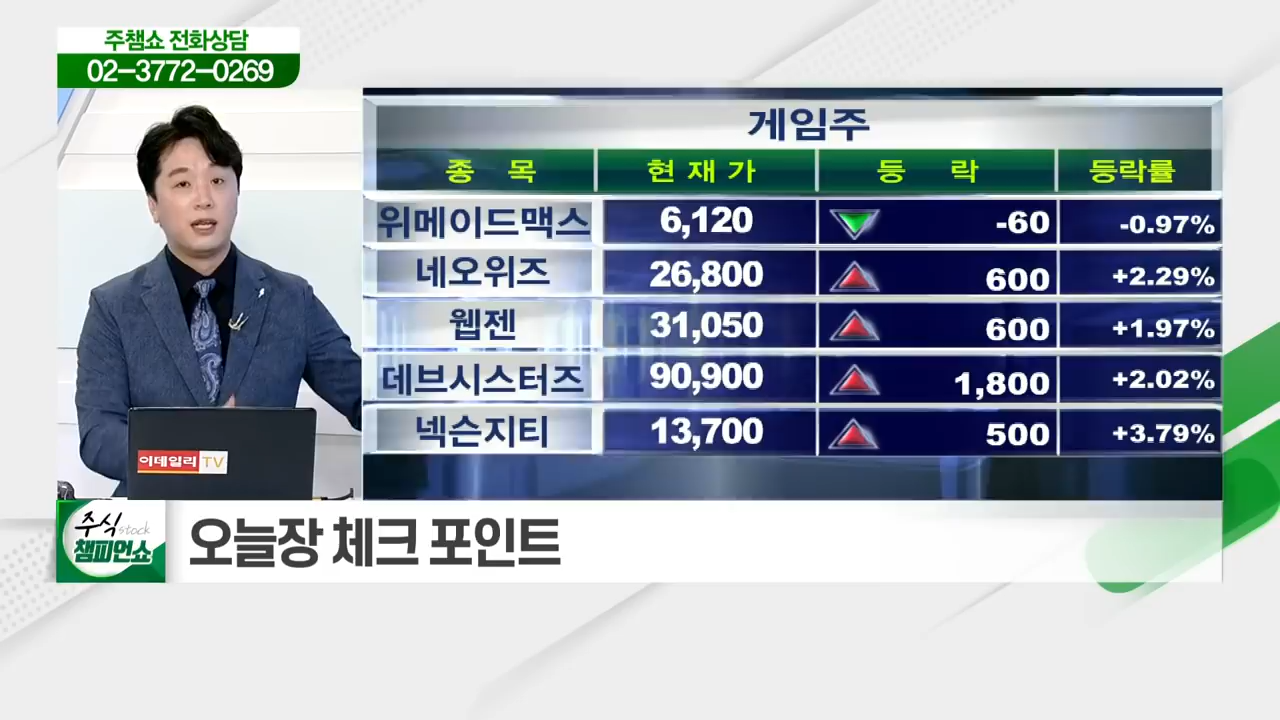 주챔쇼 전화상담
02-3772-0269
게임주
종 목 현재가 등 락 등락률
위메이드맥스 6,120 -60 -0.97%
네오위즈 26,800 600 +2.29%
웹젠 31,050 600 +1.97%
데브시스터즈 90,900 1,800 +2.02%
넥슨지티 13,700 500 +3.79%
이데일리 TV
주식 stock
챔피언쇼
오늘장 체크 포인트